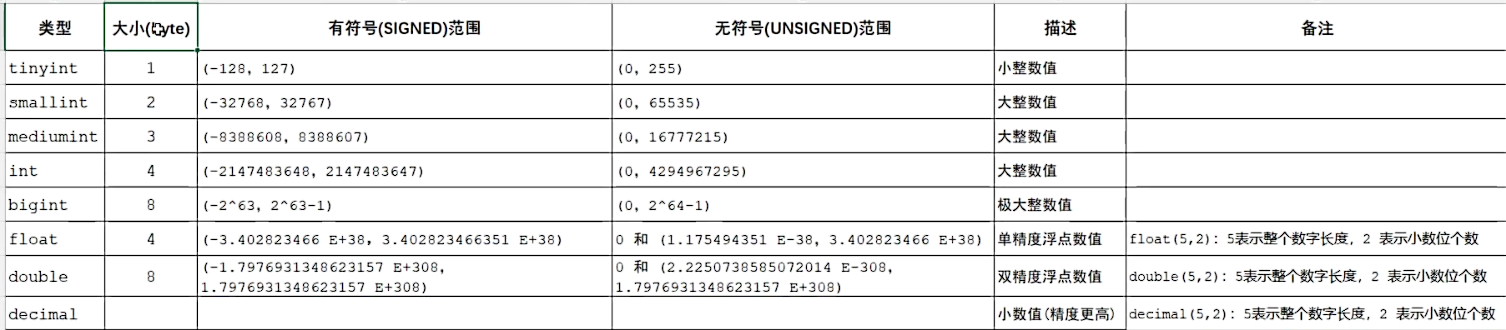 类型 大小(byte) 有符号(SIGNED)范围 无符号(UNSIGNED)范围 描述 备注
tinyint 1 (-128, 127) (0, 255) 小整数值
smallint 2 (-32768, 32767) (0, 65535) 大整数值
mediumint 3 (-8388608, 8388607) (0, 16777215) 大整数值
int 4 (-2147483648, 2147483647) (0, 4294967295) 大整数值
bigint 8 (-2^63, 2^63-1) (0, 2^64-1) 极大整数值
float 4 (-3.402823466 E+38, 3.402823466351 E+38) 0 和 (1.175494351 E-38, 3.402823466 E+38) 单精度浮点数值 float(5,2): 5表示整个数字长度, 2 表示小数位个数
double 8 (-1.7976931348623157 E+308, 0 和 (2.2250738585072014 E-308, 双精度浮点数值 double(5,2): 5表示整个数字长度, 2 表示小数位个数
1.7976931348623157 E+308) 1.7976931348623157 E+308)
decimal 小数值(精度更高) decimal(5,2): 5表示整个数字长度, 2 表示小数位个数